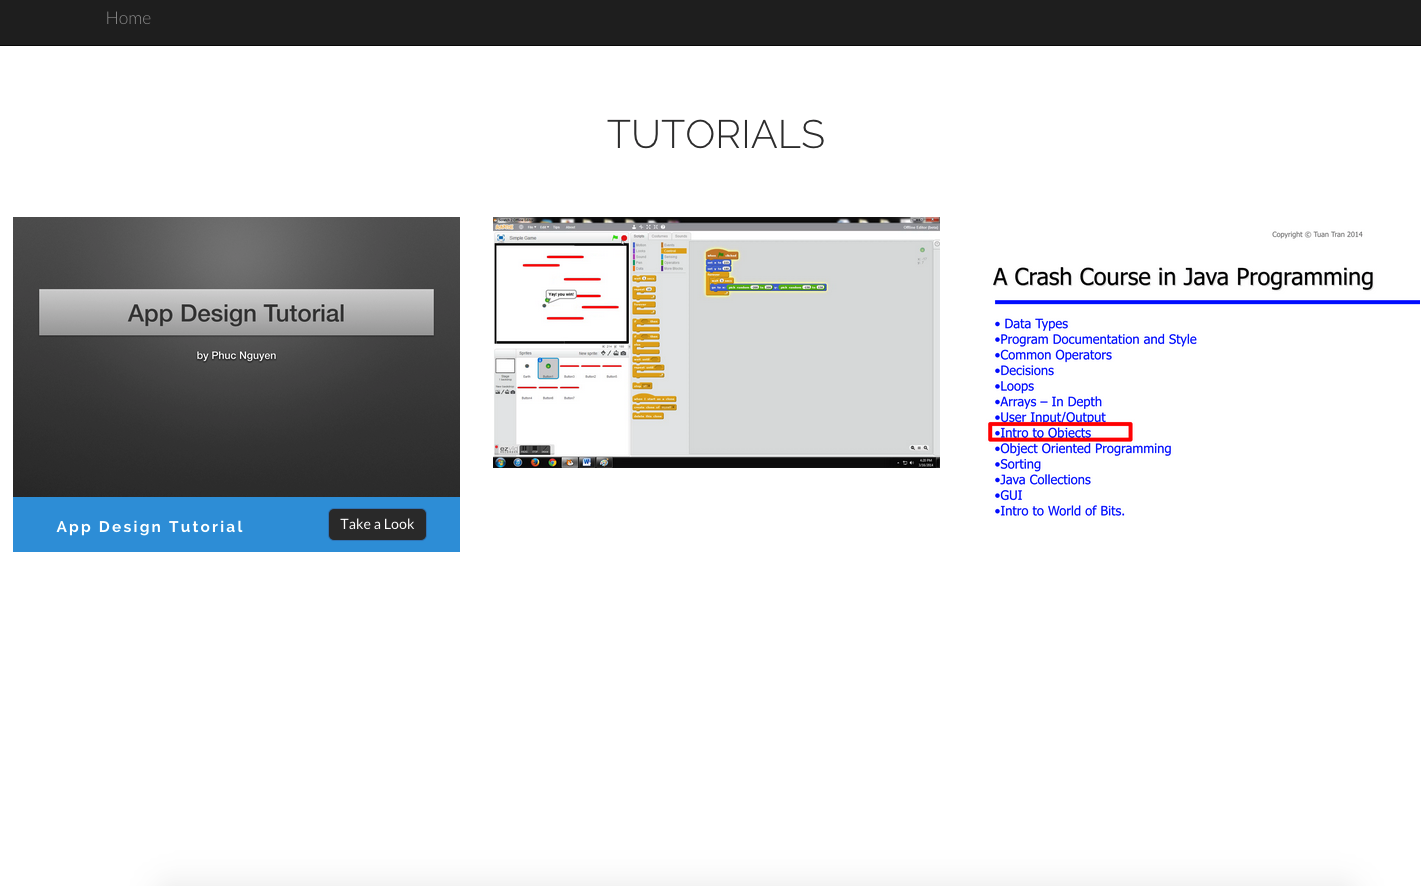 Home
TUTORIALS
App Design Tutorial
by Phuc Nguyen
App Design Tutorial
Take a Look
Simple Game
Yay! you win!
Sprites
New sprite:
Copyright © Tuan Tran 2014
A Crash Course in Java Programming
• Data Types
•Program Documentation and Style
•Common Operators
•Decisions
•Loops
•Arrays – In Depth
•User Input/Output
•Intro to Objects
•Object Oriented Programming
•Sorting
•Java Collections
•GUI
•Intro to World of Bits.